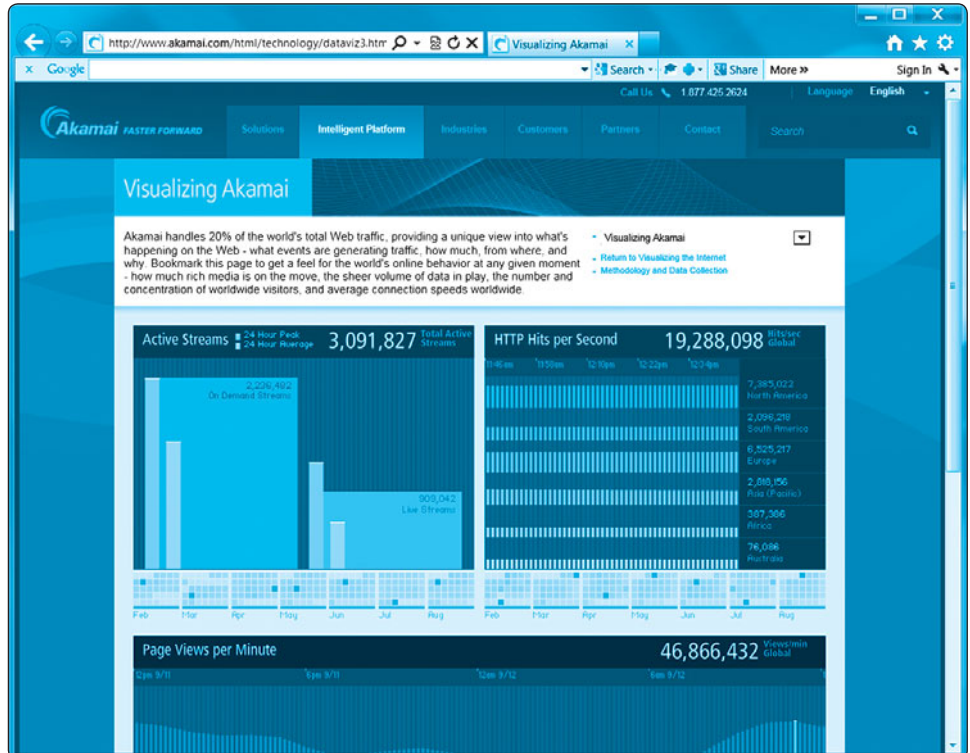 http://www.akamai.com/html/technology/dataviz3.htm
Visualizing Akamai
x Google
Search
Share
More »
Sign In
Call Us 1 877 425 2624
Language
English
Akamai FASTER FORWARD
Solutions
Intelligent Platform
Industries
Customers
Partners
Contact
Search
Visualizing Akamai
Akamai handles 20% of the world's total Web traffic, providing a unique view into what's
happening on the Web - what events are generating traffic, how much, from where, and
why. Bookmark this page to get a feel for the world's online behavior at any given moment
- how much rich media is on the move, the sheer volume of data in play, the number and
concentration of worldwide visitors, and average connection speeds worldwide.
Visualizing Akamai
Return to Visualizing the Internet
Methodology and Data Collection
Active Streams
24 Hour Peak
24 Hour Average
3,091,827
Total Active
Streams
On Demand Streams
909,042
Live Streams
Feb Mar Apr May Jun Jul Aug
HTTP Hits per Second
19,288,098
Hits/sec
Global
11:46am 11:58am 12:10pm 12:22pm 12:34pm
7,385,022
North America
South America
6,525,217
Europe
Asia (Pacific)
387,386
Africa
76,086
Australia
Feb Mar Apr May Jun Jul Aug
Page Views per Minute
46,866,432
Views/min
Global
12pm 9/11 6pm 9/11 12am 9/12 6am 9/12